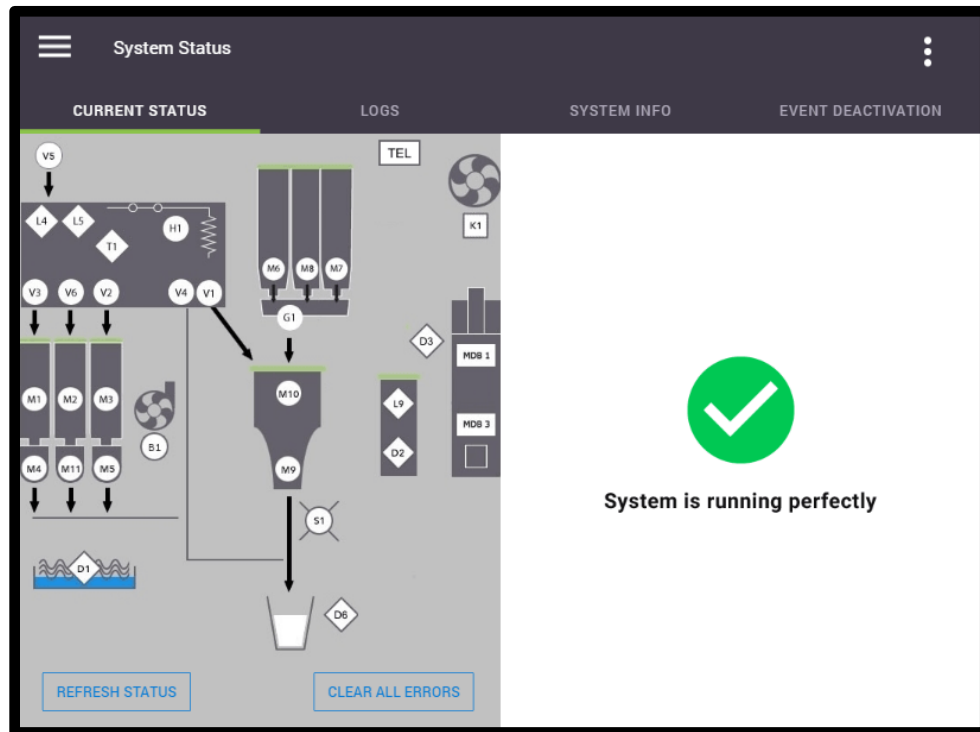 System Status
CURRENT STATUS LOGS SYSTEM INFO EVENT DEACTIVATION
V5 TEL
L4 L5 H1 K1
T1
M6 M8 M7
V3 V6 V2 V4 V1
G1
D3
MDB 1
M1 M2 M3 M10 L9
MDB 3
B1 D2
M4 M11 M5 M9
System is running perfectly
S1
D1
D6
REFRESH STATUS CLEAR ALL ERRORS